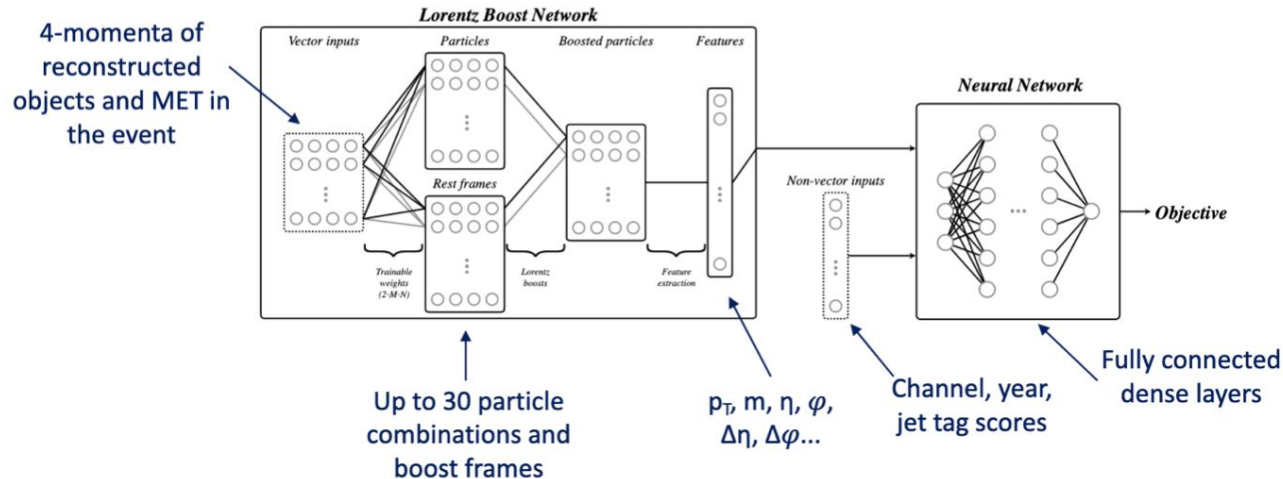 Lorentz Boost Network
4-momenta of
reconstructed
objects and MET in
the event
Vector inputs
Particles
Boosted particles
Features
Rest frames
Trainable
weights
(2·M·N)
Lorentz
boosts
Feature
extraction
Neural Network
Non-vector inputs
Objective
Up to 30 particle
combinations and
boost frames
pT, m, η, φ,
Δη, Δφ...
Channel, year,
jet tag scores
Fully connected
dense layers